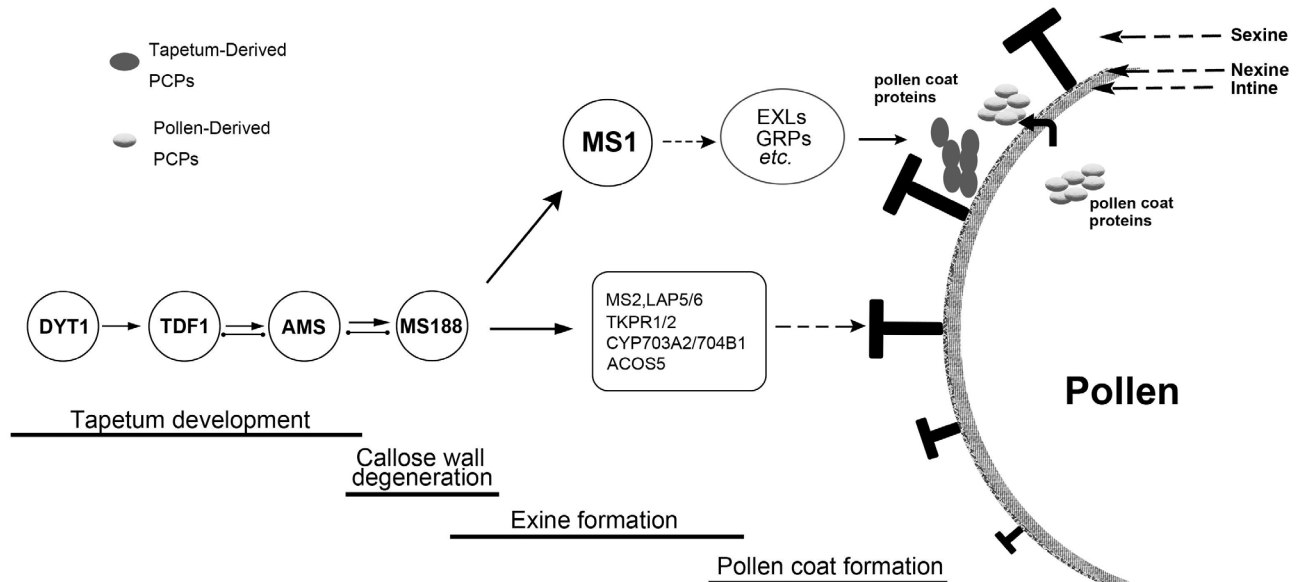 Tapetum-Derived
PCPs
Pollen-Derived
PCPs
Sexine
Nexine
Intine
pollen coat
proteins
MS1
EXLs
GRPs
etc.
pollen coat
proteins
DYT1
TDF1
AMS
MS188
MS2,LAP5/6
TKPR1/2
CYP703A2/704B1
ACOS5
Pollen
Tapetum development
Callose wall
degeneration
Exine formation
Pollen coat formation